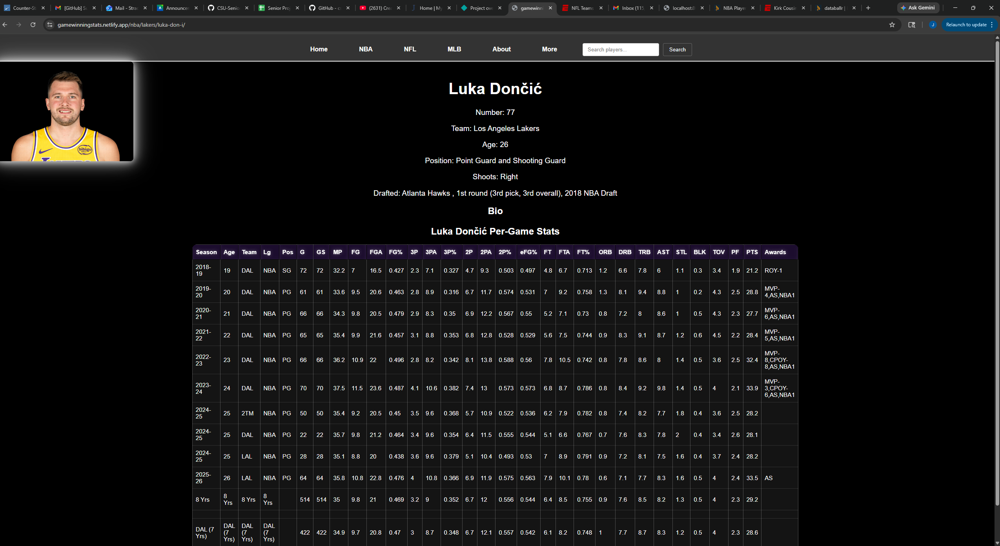 Counter-St
[GitHub] Su
Mail - Strac
Announcem
CSU-Senior
Senior Proj
GitHub - cs
(2631) Crea
Home | My
Project ove
gamewinni
NFL Teams
Inbox (115,
localhost:8
NBA Player
Kirk Cousin
databallr |
Ask Gemini
gamewinningstats.netlify.app/nba/lakers/luka-don-i/
J
Relaunch to update
Home NBA NFL MLB About More Search players... Search
bibigo
Luka Dončić
Number: 77
Team: Los Angeles Lakers
Age: 26
Position: Point Guard and Shooting Guard
Shoots: Right
Drafted: Atlanta Hawks , 1st round (3rd pick, 3rd overall), 2018 NBA Draft
Bio
Luka Dončić Per-Game Stats
Season Age Team Lg Pos G GS MP FG FGA FG% 3P 3PA 3P% 2P 2PA 2P% eFG% FT FTA FT% ORB DRB TRB AST STL BLK TOV PF PTS Awards
2018-19 19 DAL NBA SG 72 72 32.2 7 16.5 0.427 2.3 7.1 0.327 4.7 9.3 0.503 0.497 4.8 6.7 0.713 1.2 6.6 7.8 6 1.1 0.3 3.4 1.9 21.2 ROY-1
2019-20 20 DAL NBA PG 61 61 33.6 9.5 20.6 0.463 2.8 8.9 0.316 6.7 11.7 0.574 0.531 7 9.2 0.758 1.3 8.1 9.4 8.8 1 0.2 4.3 2.5 28.8 MVP-4,AS,NBA1
2020-21 21 DAL NBA PG 66 66 34.3 9.8 20.5 0.479 2.9 8.3 0.35 6.9 12.2 0.567 0.55 5.2 7.1 0.73 0.8 7.2 8 8.6 1 0.5 4.3 2.3 27.7 MVP-6,AS,NBA1
2021-22 22 DAL NBA PG 65 65 35.4 9.9 21.6 0.457 3.1 8.8 0.353 6.8 12.8 0.528 0.529 5.6 7.5 0.744 0.9 8.3 9.1 8.7 1.2 0.6 4.5 2.2 28.4 MVP-5,AS,NBA1
2022-23 23 DAL NBA PG 66 66 36.2 10.9 22 0.496 2.8 8.2 0.342 8.1 13.8 0.588 0.56 7.8 10.5 0.742 0.8 7.8 8.6 8 1.4 0.5 3.6 2.5 32.4 MVP-8,CPOY-8,AS,NBA1
2023-24 24 DAL NBA PG 70 70 37.5 11.5 23.6 0.487 4.1 10.6 0.382 7.4 13 0.573 0.573 6.8 8.7 0.786 0.8 8.4 9.2 9.8 1.4 0.5 4 2.1 33.9 MVP-3,CPOY-6,AS,NBA1
2024-25 25 2TM NBA PG 50 50 35.4 9.2 20.5 0.45 3.5 9.6 0.368 5.7 10.9 0.522 0.536 6.2 7.9 0.782 0.8 7.4 8.2 7.7 1.8 0.4 3.6 2.5 28.2
2024-25 25 DAL NBA PG 22 22 35.7 9.8 21.2 0.464 3.4 9.6 0.354 6.4 11.5 0.555 0.544 5.1 6.6 0.767 0.7 7.6 8.3 7.8 2 0.4 3.4 2.6 28.1
2024-25 25 LAL NBA PG 28 28 35.1 8.8 20 0.438 3.6 9.6 0.379 5.1 10.4 0.493 0.53 7 8.9 0.791 0.9 7.2 8.1 7.5 1.6 0.4 3.7 2.4 28.2
2025-26 26 LAL NBA PG 64 64 35.8 10.8 22.8 0.476 4 10.8 0.366 6.9 11.9 0.575 0.563 7.9 10.1 0.78 0.6 7.1 7.7 8.3 1.6 0.5 4 2.4 33.5 AS
8 Yrs 8 Yrs 8 Yrs 8 Yrs 514 514 35 9.8 21 0.469 3.2 9 0.352 6.7 12 0.556 0.544 6.4 8.5 0.755 0.9 7.6 8.5 8.2 1.3 0.5 4 2.3 29.2
DAL (7 Yrs) DAL (7 Yrs) DAL (7 Yrs) DAL (7 Yrs) 422 422 34.9 9.7 20.8 0.47 3 8.7 0.348 6.7 12.1 0.557 0.542 6.1 8.2 0.748 1 7.7 8.7 8.3 1.2 0.5 4 2.3 28.6